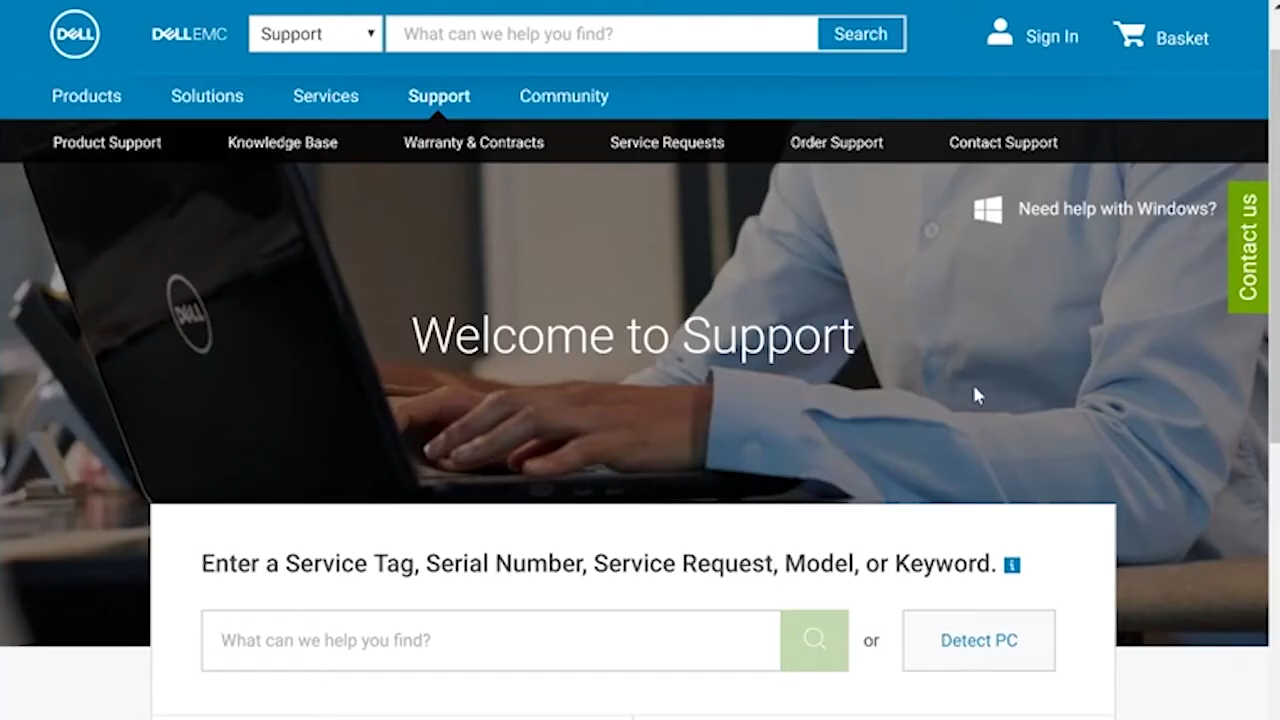 DELL
DELL EMC
Support
What can we help you find?
Search
Sign In
Basket
Products
Solutions
Services
Support
Community
Product Support
Knowledge Base
Warranty & Contracts
Service Requests
Order Support
Contact Support
Need help with Windows?
Contact us
DELL
Welcome to Support
Enter a Service Tag, Serial Number, Service Request, Model, or Keyword.
What can we help you find?
or
Detect PC